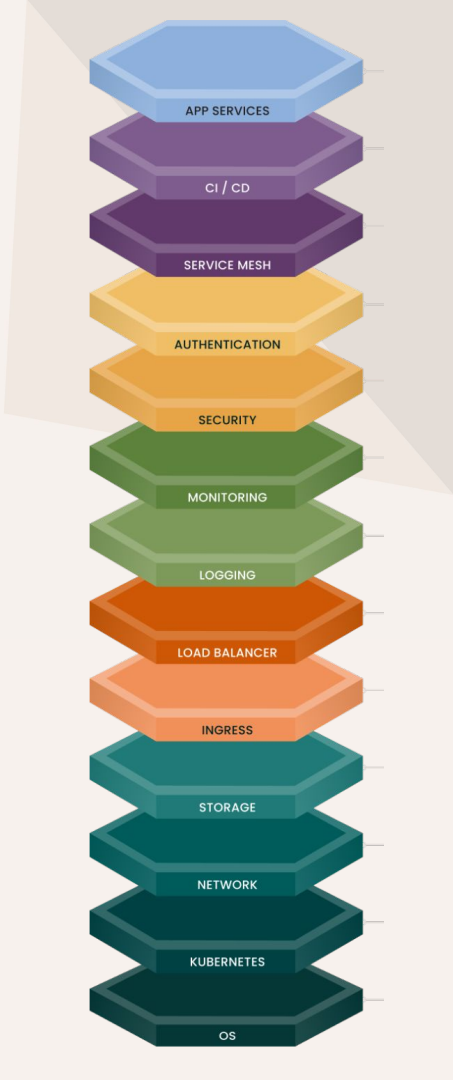 APP SERVICES
CI / CD
SERVICE MESH
AUTHENTICATION
SECURITY
MONITORING
LOGGING
LOAD BALANCER
INGRESS
STORAGE
NETWORK
KUBERNETES
OS